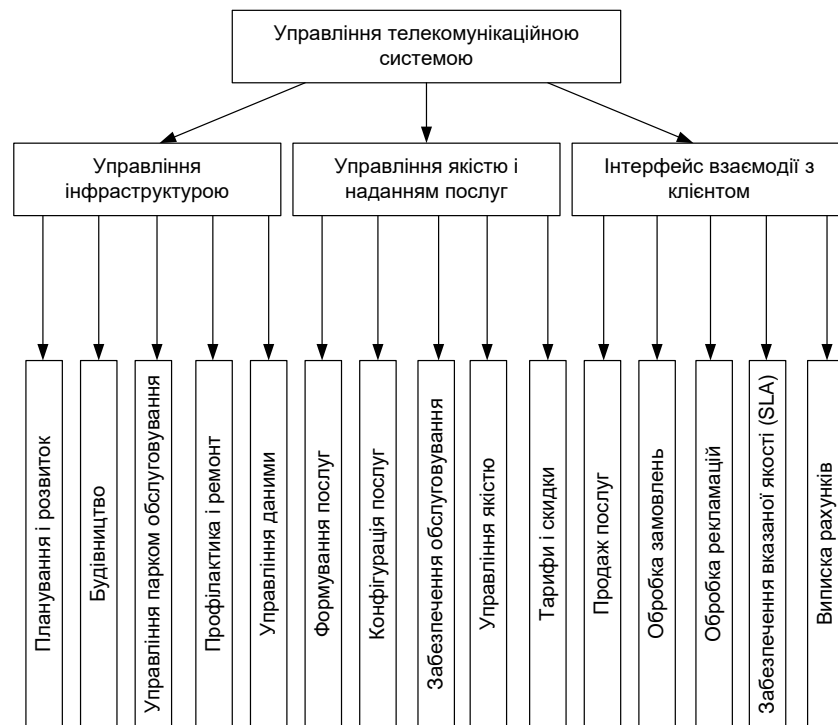 Управління телекомунікаційною
системою
Управління
інфраструктурою
Управління якістю і
наданням послуг
Інтерфейс взаємодії з
клієнтом
Планування і розвиток
Будівництво
Управління парком обслуговування
Профілактика і ремонт
Управління даними
Формування послуг
Конфігурація послуг
Забезпечення обслуговування
Управління якістю
Тарифи і скидки
Продаж послуг
Обробка замовлень
Обробка рекламацій
Забезпечення вказаної якості (SLA)
Виписка рахунків